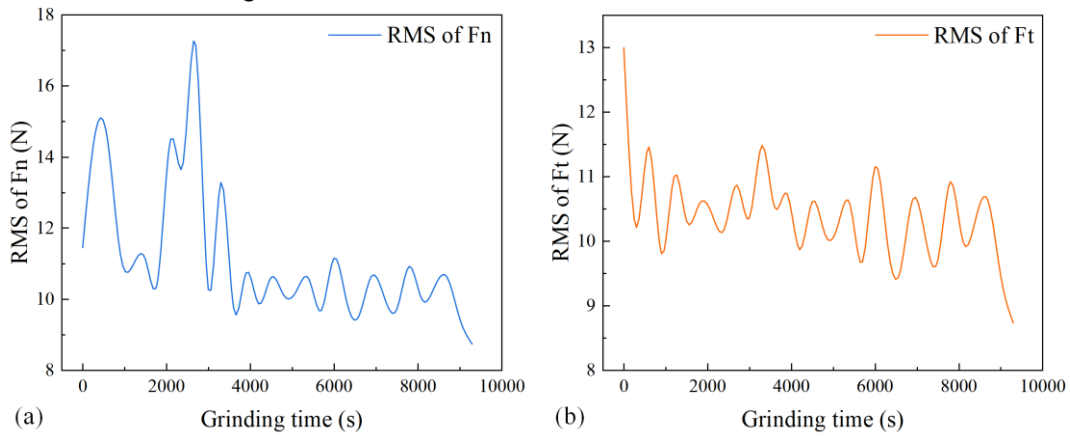 RMS of Fn
18
16
14
12
10
8
RMS of Fn (N)
0 2000 4000 6000 8000 10000
Grinding time (s)
(a)
RMS of Ft
13
12
11
10
9
8
RMS of Ft (N)
0 2000 4000 6000 8000 10000
Grinding time (s)
(b)